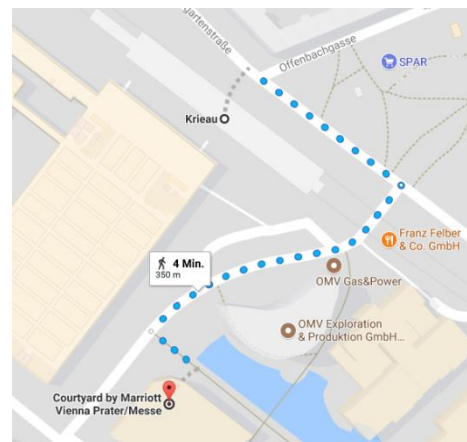 gartenstraße
Offenbachgasse
SPAR
Krieau
Franz Felber
& Co. GmbH
4 Min.
350 m
OMV Gas&Power
OMV Exploration
& Produktion GmbH...
Courtyard by Marriott
Vienna Prater/Messe